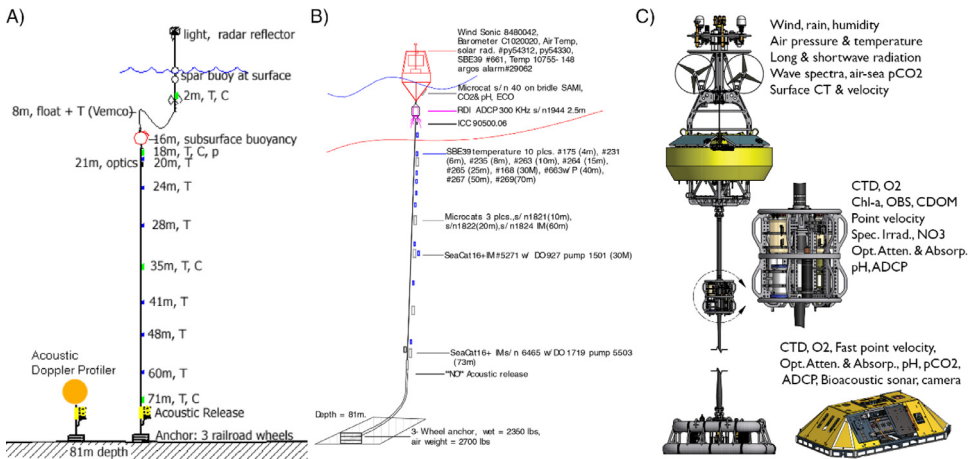 A)
light, radar reflector
spar buoy at surface
2m, T, C
8m, float + T (Vemco)
16m, subsurface buoyancy
18m, T, C, p
21m, optics
20m, T
24m, T
28m, T
35m, T, C
41m, T
48m, T
60m, T
71m, T, C
Acoustic
Doppler Profiler
Acoustic Release
Anchor: 3 railroad wheels
81m depth
B)
Wind Sonic 8480042,
Barometer C1020020, Air Temp,
solar rad. #py54312, py54330,
SBE39 #661, Temp 10755- 148
argos alarm#29062
Microcat s/n 40 on bridle SAMI,
CO2& pH, ECO
RDI ADCP 300 KHz s/n1944 2.5m
ICC 90500.06
SBE39temperature 10 plcs. #175 (4m), #231
(6m), #235 (8m), #263 (10m), #264 (15m)
#265 (25m), #168 (30M), #663w/ P (40m),
#267 (50m), #269(70m)
Microcats 3 plcs.,s/n1821(10m),
s/n1822(20m),s/n1824 IM(60m)
SeaCat16+IM#5271 w/ DO927 pump 1501 (30M)
SeaCat16+ IMs/n 6465 w/DO 1719 pump 5503
(73m)
"NO" Acoustic release
Depth = 81m.
3- Wheel anchor, wet = 2350 lbs,
air weight = 2700 lbs
C)
Wind, rain, humidity
Air pressure & temperature
Long & shortwave radiation
Wave spectra, air-sea pCO2
Surface CT & velocity
CTD, O2
Chl-a, OBS, CDOM
Point velocity
Spec. Irrad., NO3
Opt. Atten. & Absorp.
pH, ADCP
CTD, O2, Fast point velocity,
Opt. Atten. & Absorp., pH, pCO2,
ADCP, Bioacoustic sonar, camera